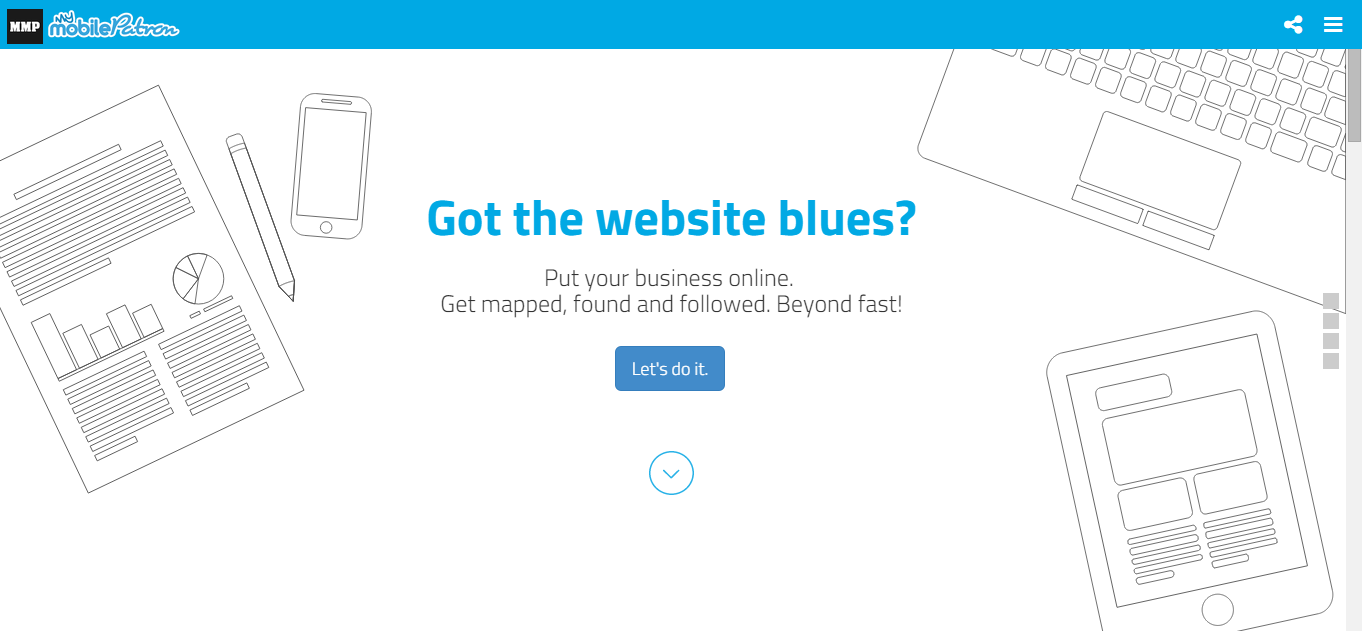 MMP
My
mobilePatron
Got the website blues?
Put your business online.
Get mapped, found and followed. Beyond fast!
Let's do it.